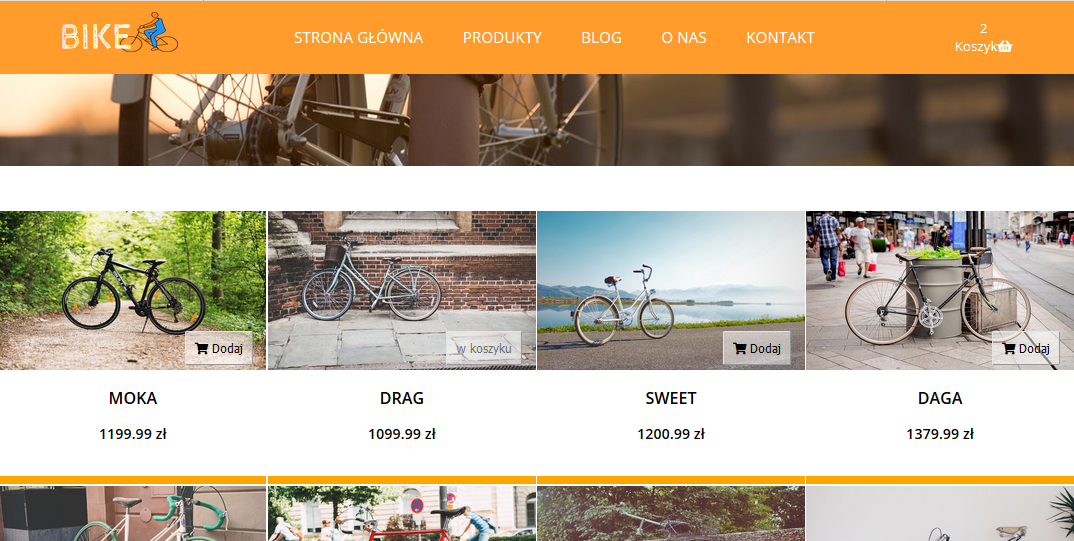 BIKE
STRONA GŁÓWNA PRODUKTY BLOG O NAS KONTAKT
2
Koszyk
Dodaj
w koszyku
Dodaj
Dodaj
MOKA DRAG SWEET DAGA
1199.99 zł 1099.99 zł 1200.99 zł 1379.99 zł